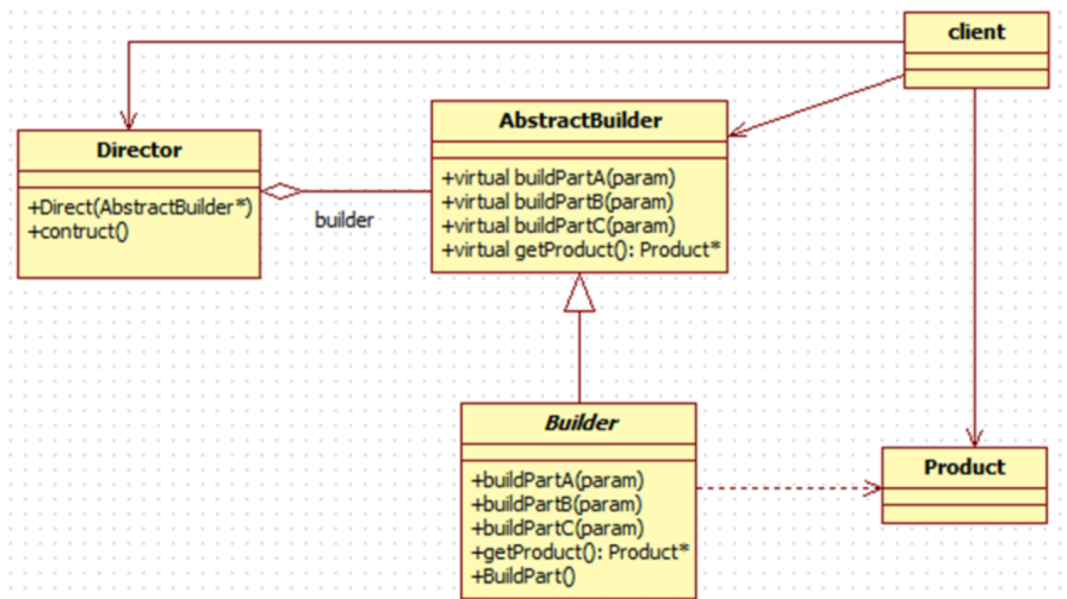 client
AbstractBuilder
+virtual buildPartA(param)
+virtual buildPartB(param)
+virtual buildPartC(param)
+virtual getProduct(): Product*
Director
+Direct(AbstractBuilder*)
+contruct()
builder
Builder
+buildPartA(param)
+buildPartB(param)
+buildPartC(param)
+getProduct(): Product*
+BuildPart()
Product